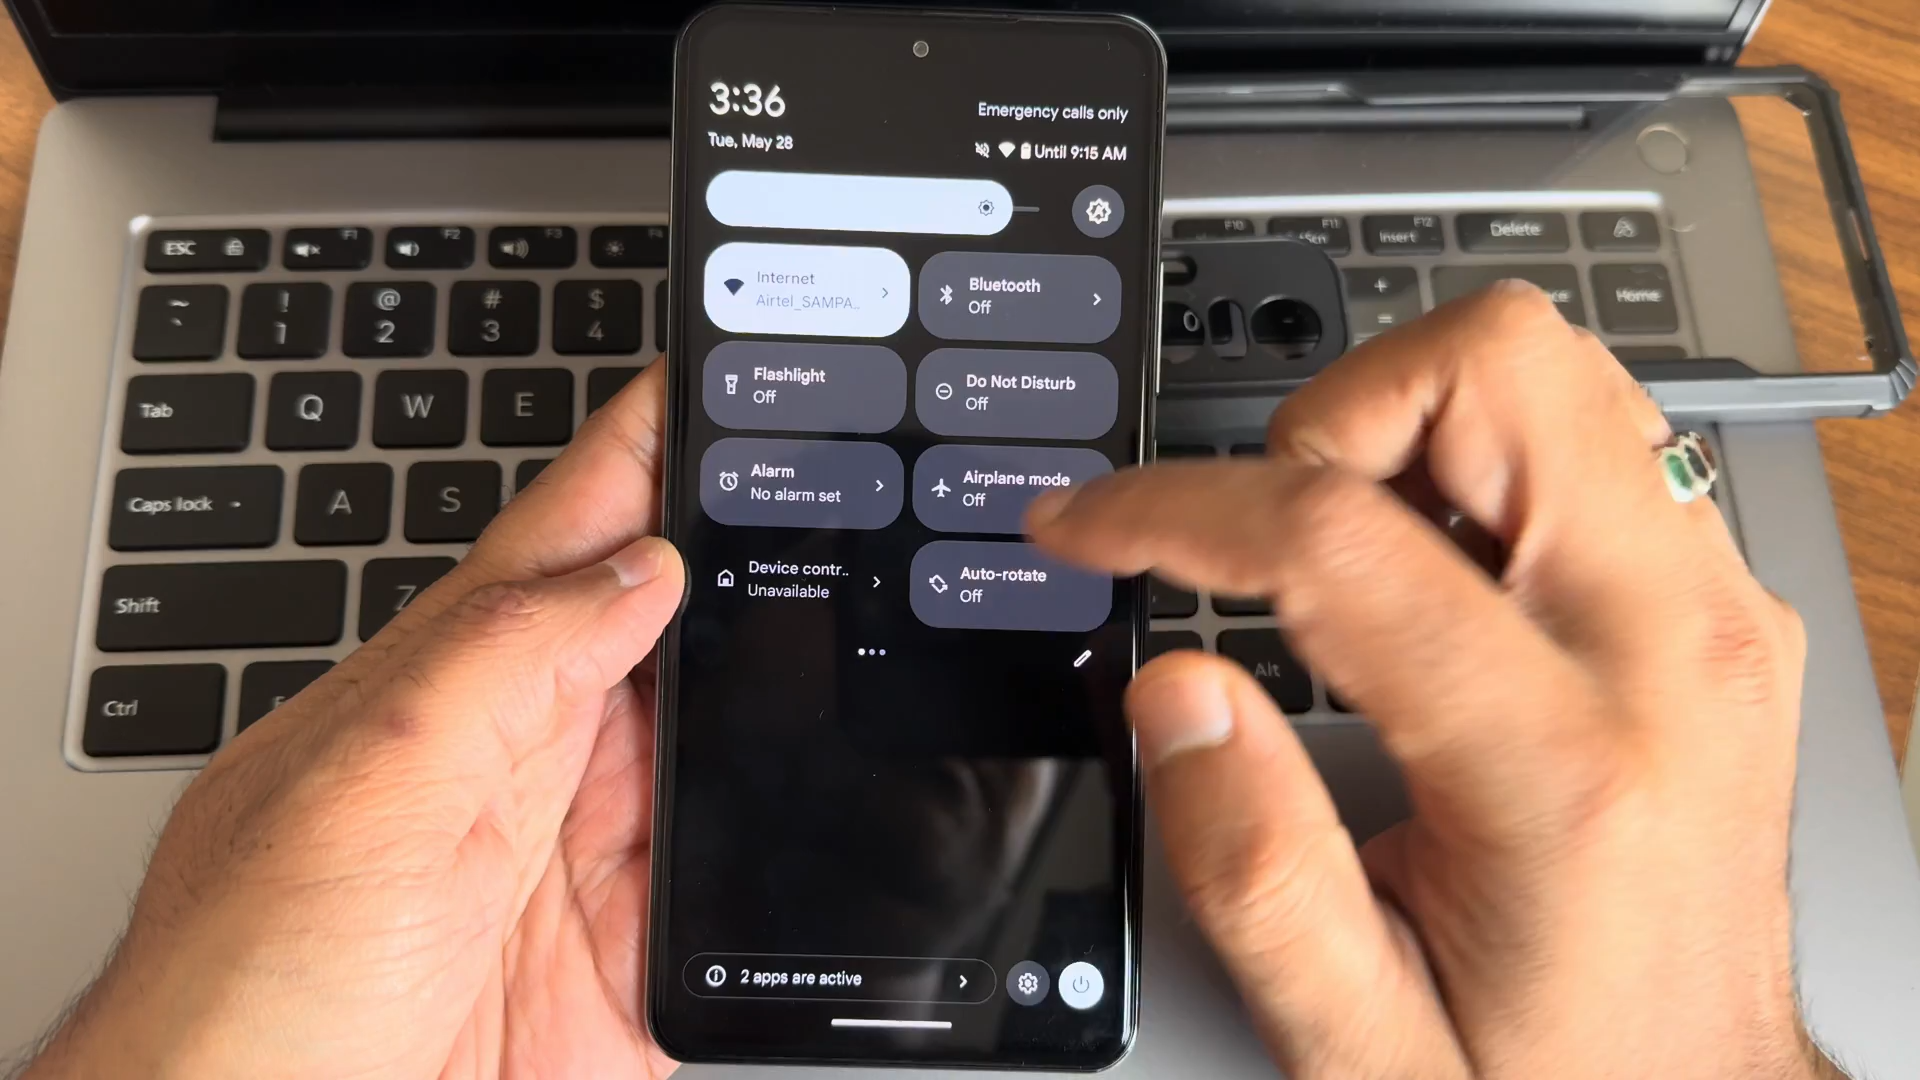 3:36
Emergency calls only
Tue, May 28
Until 9:15 AM
Internet
Airtel_SAMPA...
Bluetooth
Off
Flashlight
Off
Do Not Disturb
Off
Alarm
No alarm set
Airplane mode
Off
Device contr..
Unavailable
Auto-rotate
Off
2 apps are active
ESC
F1
F2
F3
F4
F10
F11
F12
Insert
Delete
~
`
!
1
@
2
#
3
$
4
+
=
Home
Tab
Q
W
E
Caps lock
A
S
Shift
Z
Ctrl
Alt